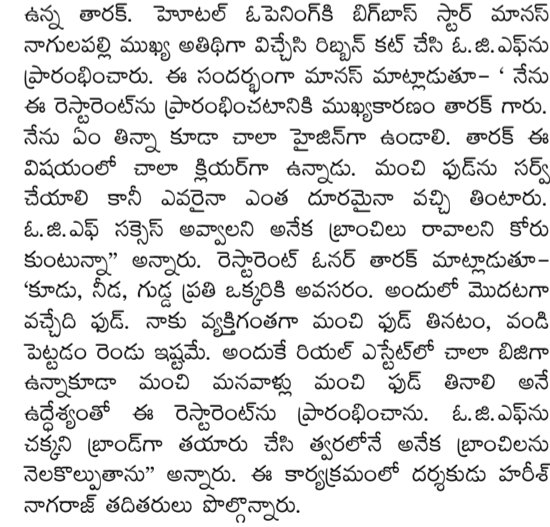 ఉన్న తారక్. హెూటల్ ఓపెనింగ్‌కి బిగ్‌బాస్ స్టార్ మానస్
నాగులపల్లి ముఖ్య అతిథిగా విచ్చేసి రిబ్బన్ కట్ చేసి ఓ.జి.ఎఫ్‌ను
ప్రారంభించారు. ఈ సందర్భంగా మానస్ మాట్లాడుతూ– ‘ నేను
ఈ రెస్టారెంట్‌ను ప్రారంభించటానికి ముఖ్యకారణం తారక్ గారు.
నేను ఏం తిన్నా కూడా చాలా హైజిన్‌గా ఉండాలి. తారక్ ఈ
విషయంలో చాలా క్లియర్‌గా ఉన్నాడు. మంచి ఫుడ్‌ను సర్వ్
చేయాలి కానీ ఎవరైనా ఎంత దూరమైనా వచ్చి తింటారు.
ఓ.జి.ఎఫ్ సక్సెస్ అవ్వాలని అనేక బ్రాంచిలు రావాలని కోరు
కుంటున్నా” అన్నారు. రెస్టారెంట్ ఓనర్ తారక్ మాట్లాడుతూ–
‘కూడు, నీడ, గుడ్డ ప్రతి ఒక్కరికి అవసరం. అందులో మొదటగా
వచ్చేది ఫుడ్. నాకు వ్యక్తిగతంగా మంచి ఫుడ్ తినటం, వండి
పెట్టడం రెండు ఇష్టమే. అందుకే రియల్ ఎస్టేట్‌లో చాలా బిజిగా
ఉన్నాకూడా మంచి మనవాళ్లు మంచి ఫుడ్ తినాలి అనే
ఉద్ధేశ్యంతో ఈ రెస్టారెంట్‌ను ప్రారంభించాను. ఓ.జి.ఎఫ్‌ను
చక్కని బ్రాండ్‌గా తయారు చేసి త్వరలోనే అనేక బ్రాంచిలను
నెలకొల్పుతాను” అన్నారు. ఈ కార్యక్రమంలో దర్శకుడు హరీశ్
నాగరాజ్ తదితరులు పాల్గొన్నారు.